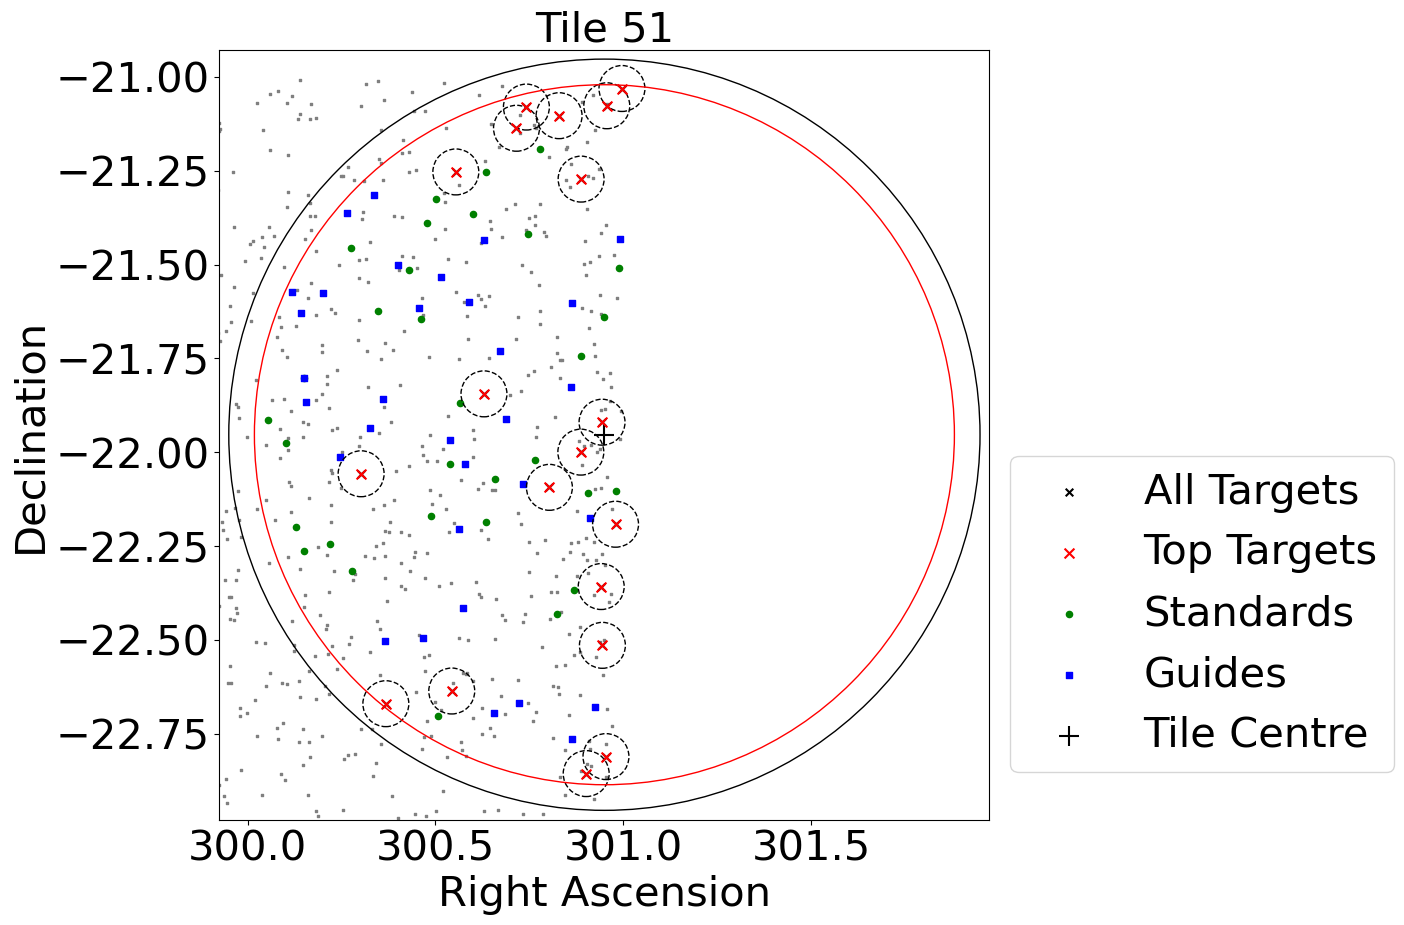 Tile 51
−21.00
−21.25
−21.50
−21.75
−22.00
−22.25
−22.50
−22.75
Declination
300.0 300.5 301.0 301.5
Right Ascension
All Targets
Top Targets
Standards
Guides
Tile Centre